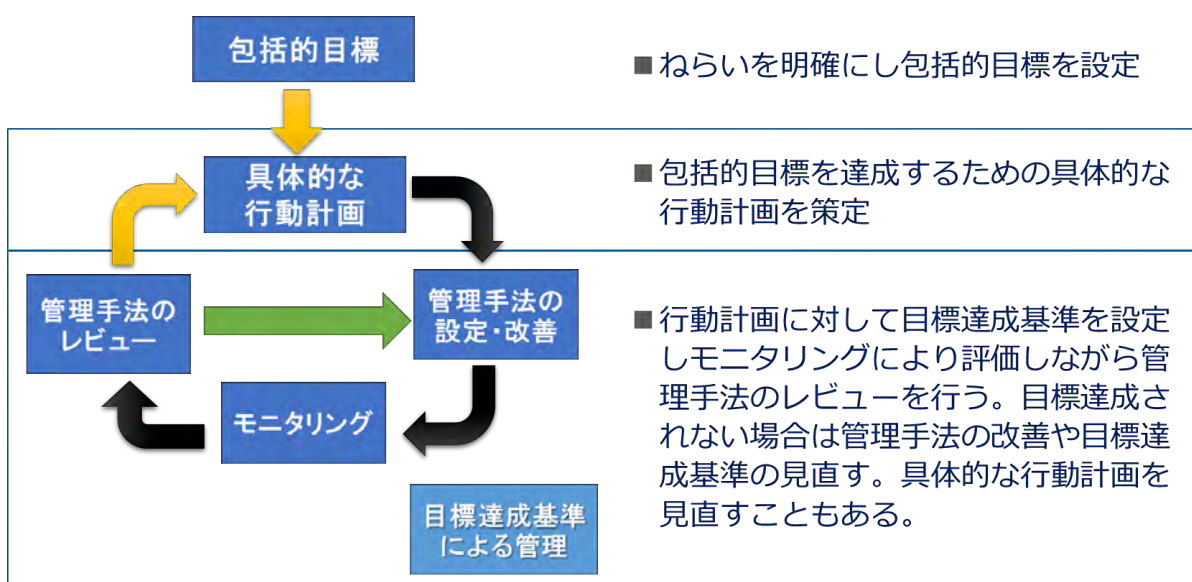 包括的目標
■ねらいを明確にし包括的目標を設定
具体的な
行動計画
■包括的目標を達成するための具体的な
行動計画を策定
管理手法の
レビュー
管理手法の
設定・改善
モニタリング
目標達成基準
による管理
■行動計画に対して目標達成基準を設定
しモニタリングにより評価しながら管
理手法のレビューを行う。目標達成さ
れない場合は管理手法の改善や目標達
成基準の見直す。具体的な行動計画を
見直すこともある。